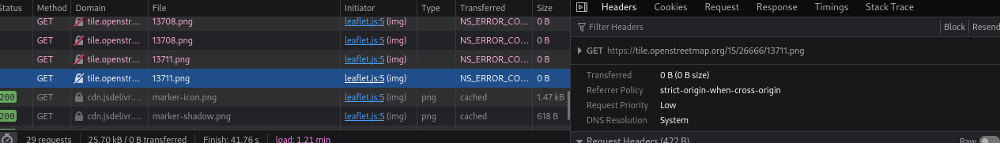 Status Method Domain File Initiator Type Transferred Size
GET tile.openstr... 13708.png leaflet.js:5 (img) NS_ERROR_CO... 0 B
GET tile.openstr... 13708.png leaflet.js:5 (img) NS_ERROR_CO... 0 B
GET tile.openstr... 13711.png leaflet.js:5 (img) NS_ERROR_CO... 0 B
GET tile.openstr... 13711.png leaflet.js:5 (img) NS_ERROR_CO... 0 B
200 GET cdn.jsdelivr.... marker-icon.png leaflet.js:5 (img) png cached 1.47 kB
200 GET cdn.jsdelivr.... marker-shadow.png leaflet.js:5 (img) png cached 618 B
29 requests 25.70 kB / 0 B transferred Finish: 41.76 s load: 1.21 min
Headers Cookies Request Response Timings Stack Trace
Filter Headers Block Resend
GET https://tile.openstreetmap.org/15/26666/13711.png
Transferred 0 B (0 B size)
Referrer Policy strict-origin-when-cross-origin
Request Priority Low
DNS Resolution System
Request Headers (422 B) Raw